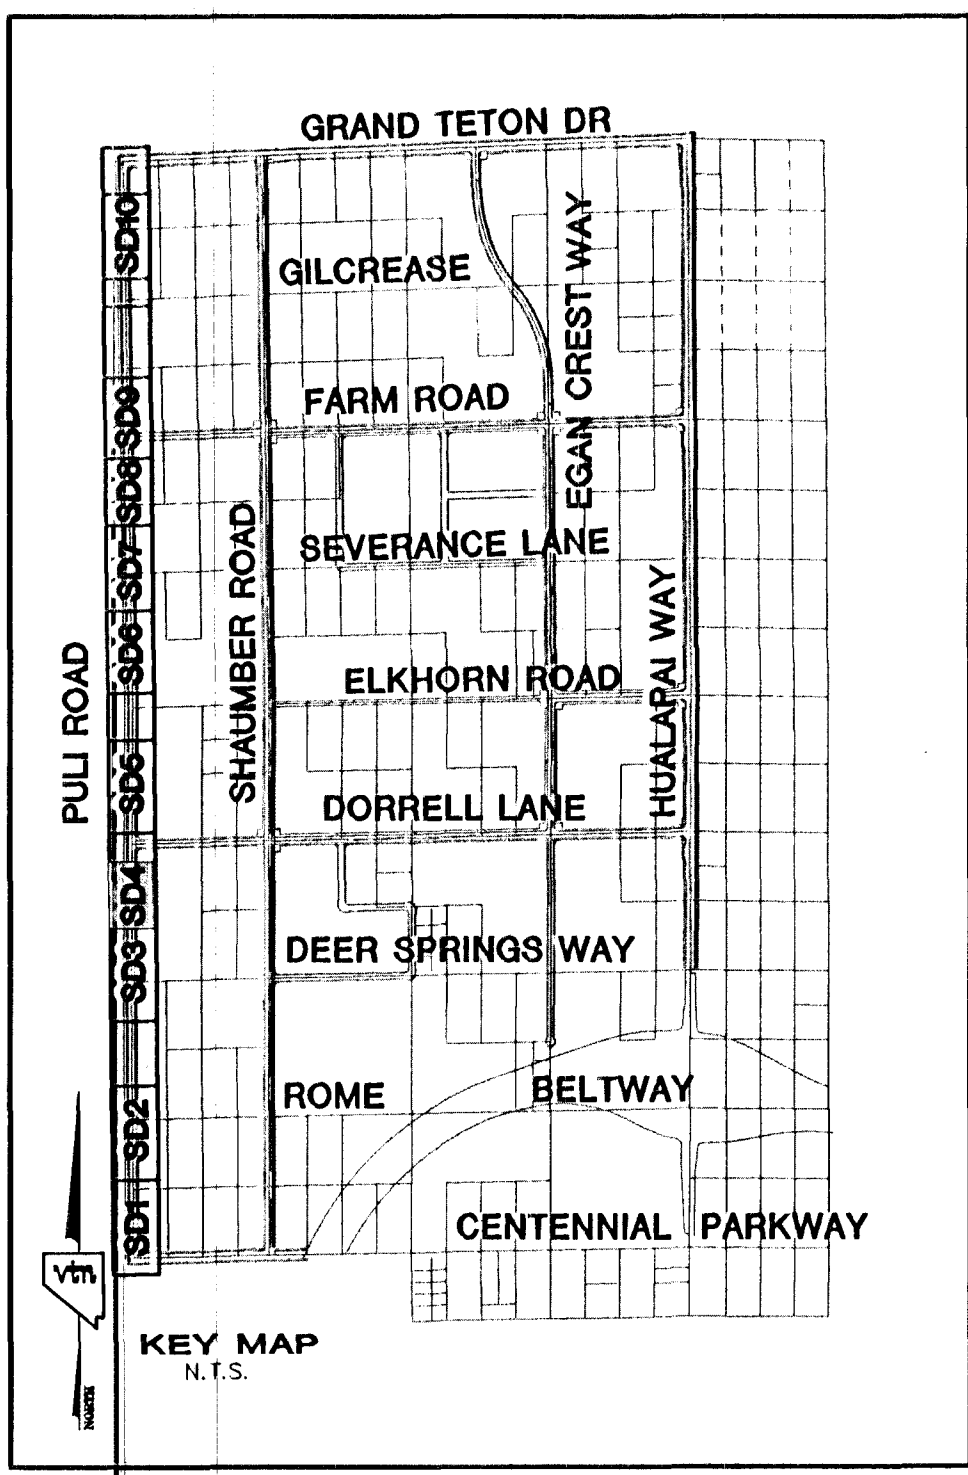 GRAND TETON DR
SD10
GILCREASE
EGAN CREST WAY
FARM ROAD
SD9
SD8
SEVERANCE LANE
SD7
SHAUMBER ROAD
HUALAPAI WAY
SD6
PULI ROAD
ELKHORN ROAD
SD5
DORRELL LANE
SD4
DEER SPRINGS WAY
SD3
ROME
BELTWAY
SD2
CENTENNIAL PARKWAY
SD1
vtn
KEY MAP
N.T.S.
NORTH